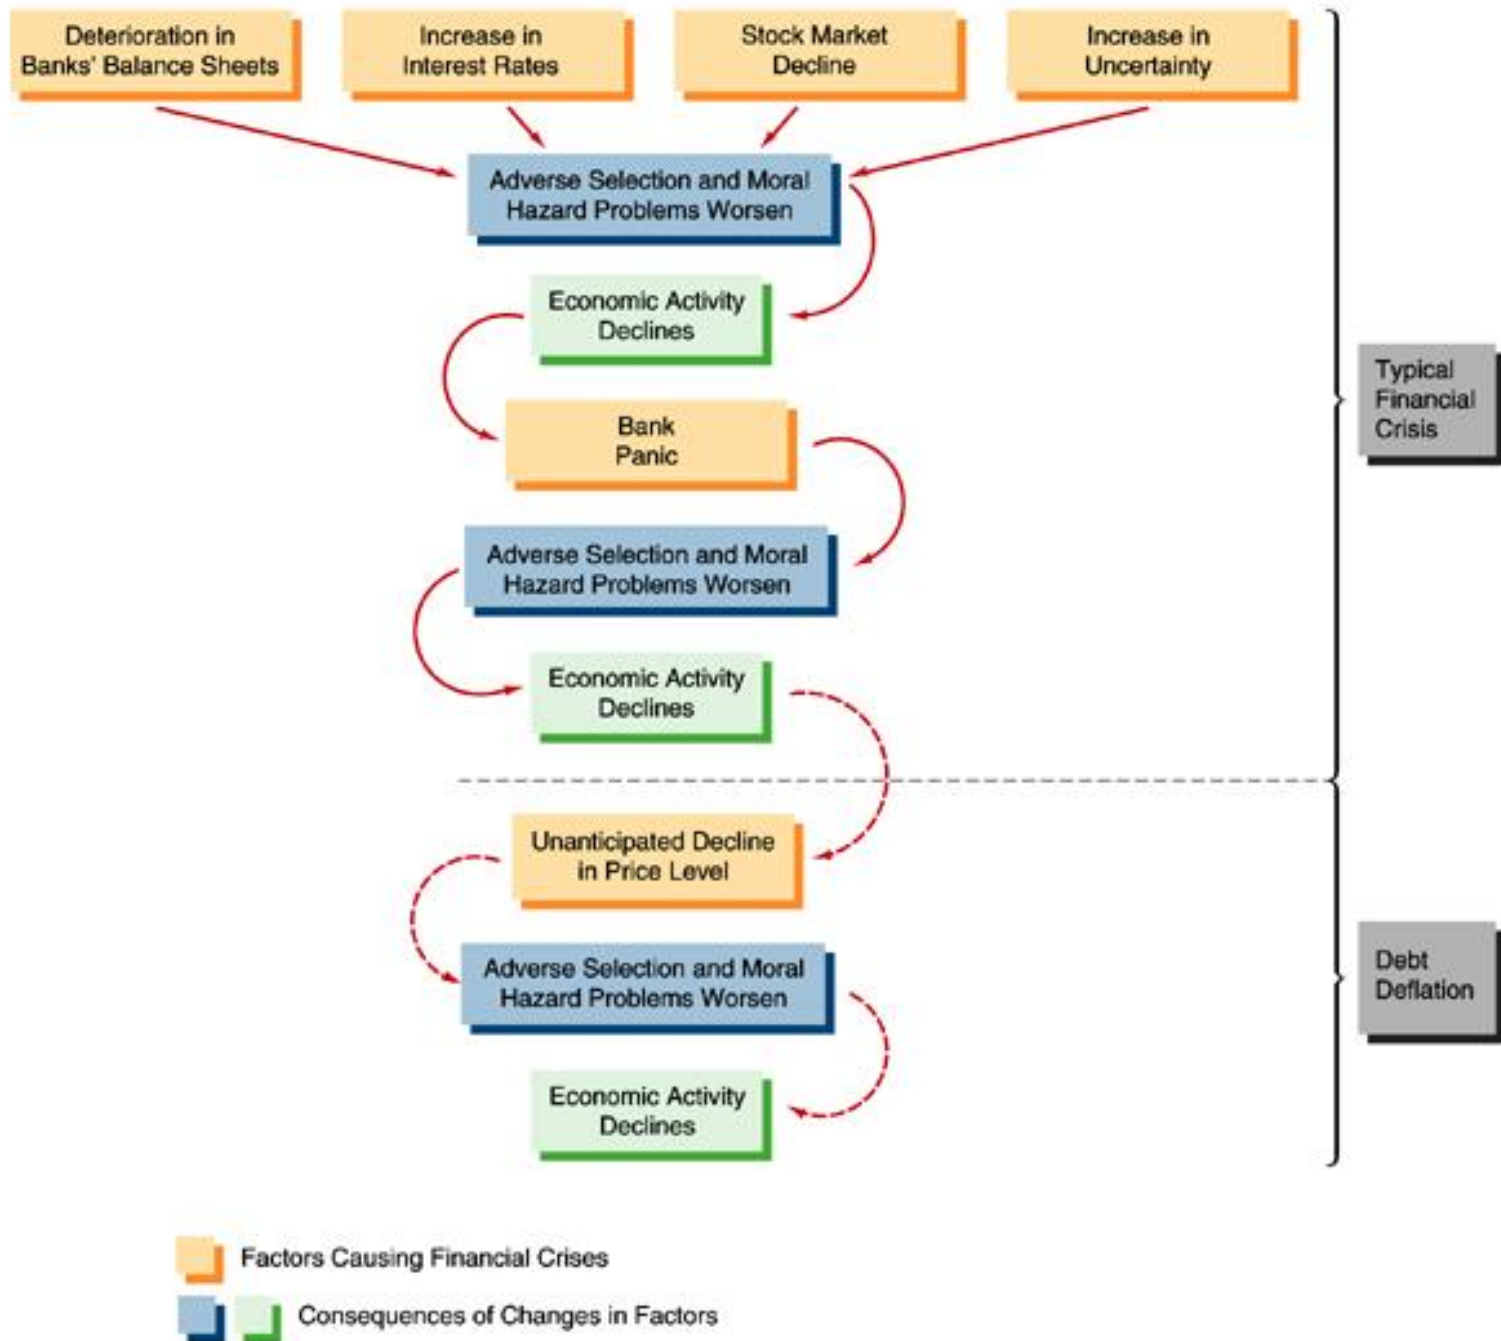 Deterioration in
Banks' Balance Sheets
Increase in
Interest Rates
Stock Market
Decline
Increase in
Uncertainty
Adverse Selection and Moral
Hazard Problems Worsen
Economic Activity
Declines
Bank
Panic
Adverse Selection and Moral
Hazard Problems Worsen
Economic Activity
Declines
Typical
Financial
Crisis
Unanticipated Decline
in Price Level
Adverse Selection and Moral
Hazard Problems Worsen
Economic Activity
Declines
Debt
Deflation
Factors Causing Financial Crises
Consequences of Changes in Factors